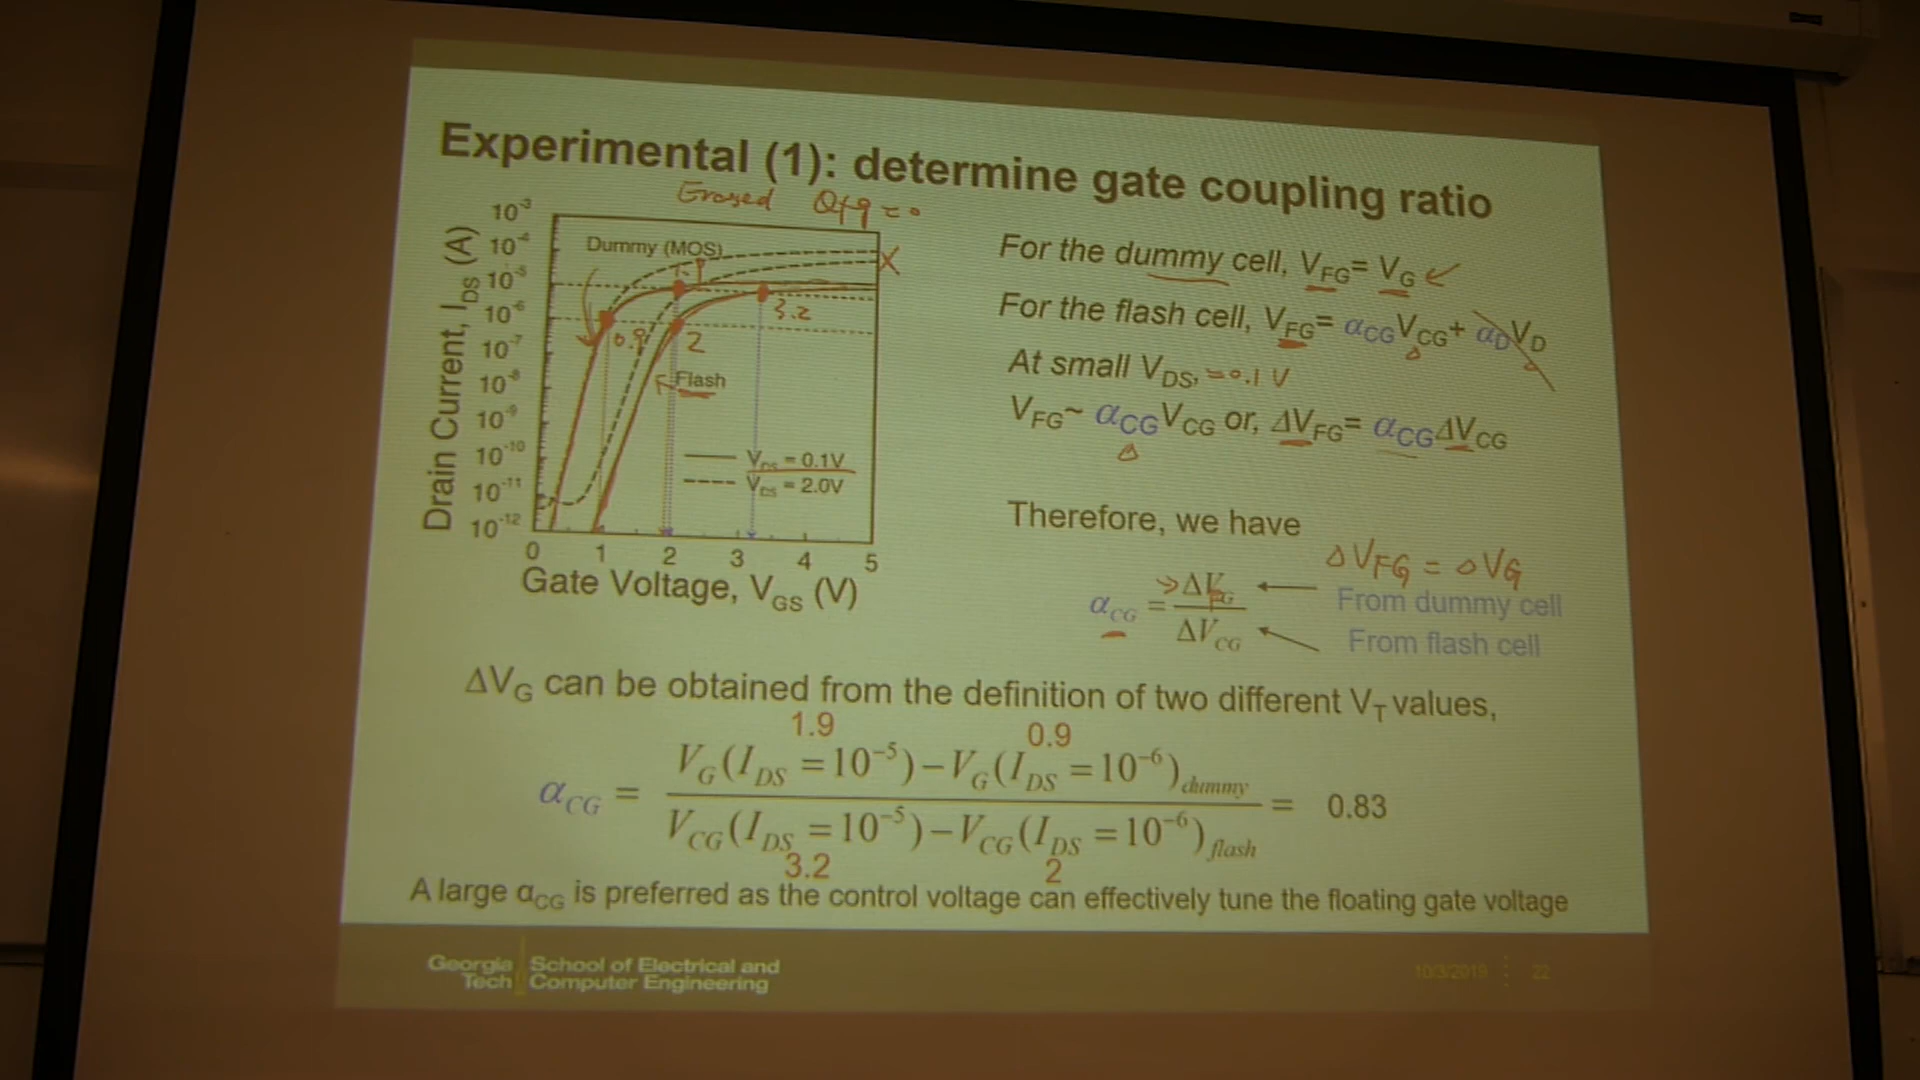 Experimental (1): determine gate coupling ratio
Erased Qfg = 0
10⁻³
10⁻⁴
10⁻⁵
10⁻⁶
10⁻⁷
10⁻⁸
10⁻⁹
10⁻¹⁰
10⁻¹¹
10⁻¹²
Drain Current, I_DS (A)
Dummy (MOS)
X
3.2
0.9
2
Flash
V_DS = 0.1V
V_DS = 2.0V
0 1 2 3 4 5
Gate Voltage, V_GS (V)
For the dummy cell, V_FG= V_G
For the flash cell, V_FG= α_CG V_CG+ α_D V_D
At small V_DS, =0.1 V
V_FG~ α_CG V_CG or, ΔV_FG= α_CG ΔV_CG
Therefore, we have
ΔV_FG = ΔV_G
α_CG = ΔV_FG / ΔV_CG
From dummy cell
From flash cell
ΔV_G can be obtained from the definition of two different V_T values,
1.9 0.9
V_G(I_DS =10⁻⁵)−V_G(I_DS =10⁻⁶)_dummy
α_CG = = 0.83
V_CG(I_DS =10⁻⁵)−V_CG(I_DS =10⁻⁶)_flash
3.2 2
A large α_CG is preferred as the control voltage can effectively tune the floating gate voltage
Georgia Tech
School of Electrical and
Computer Engineering
10/3/2019 22